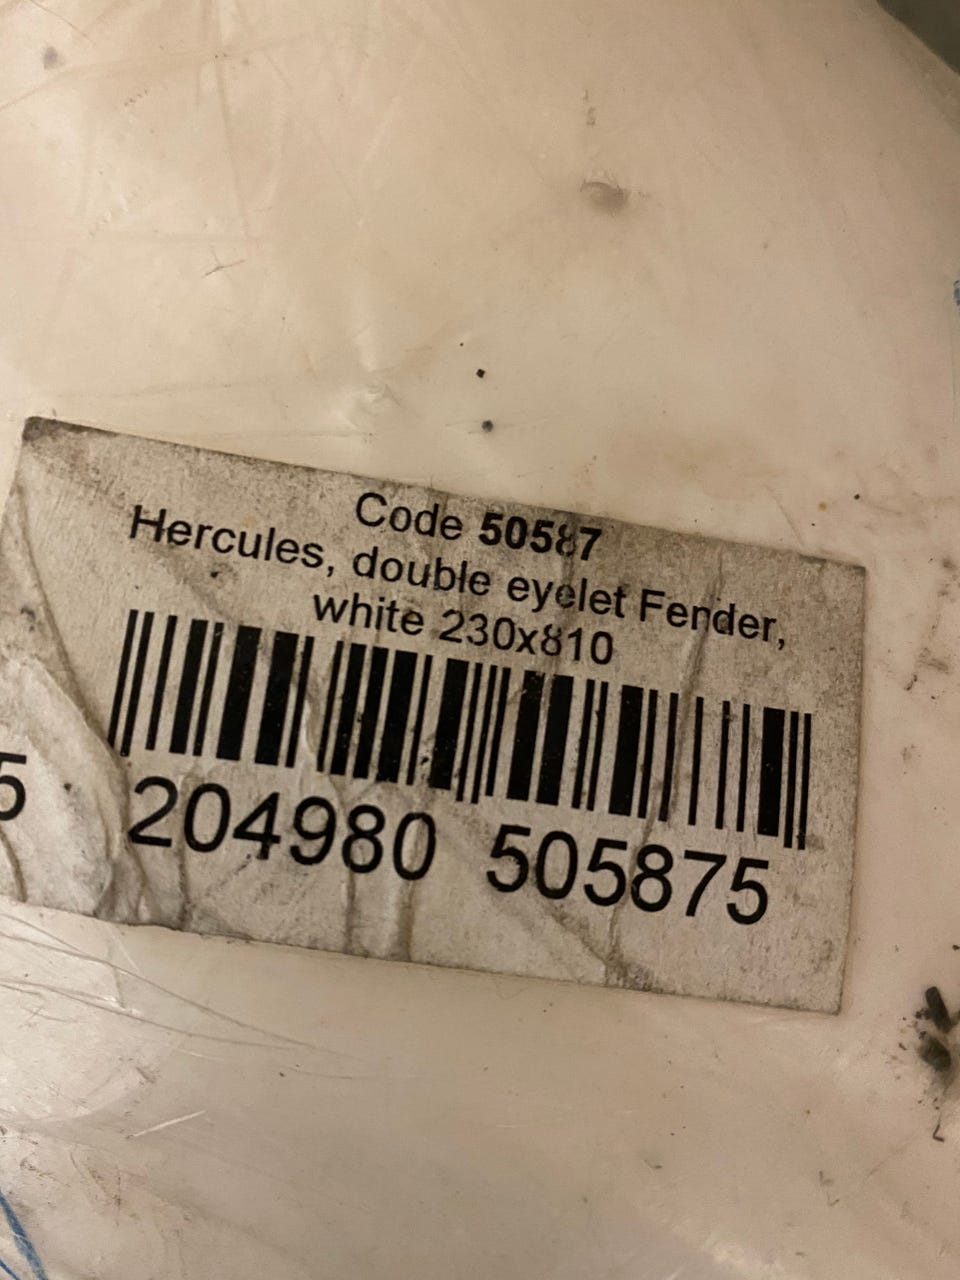 Code 50587
Hercules, double eyelet Fender,
white 230x810
5 204980 505875